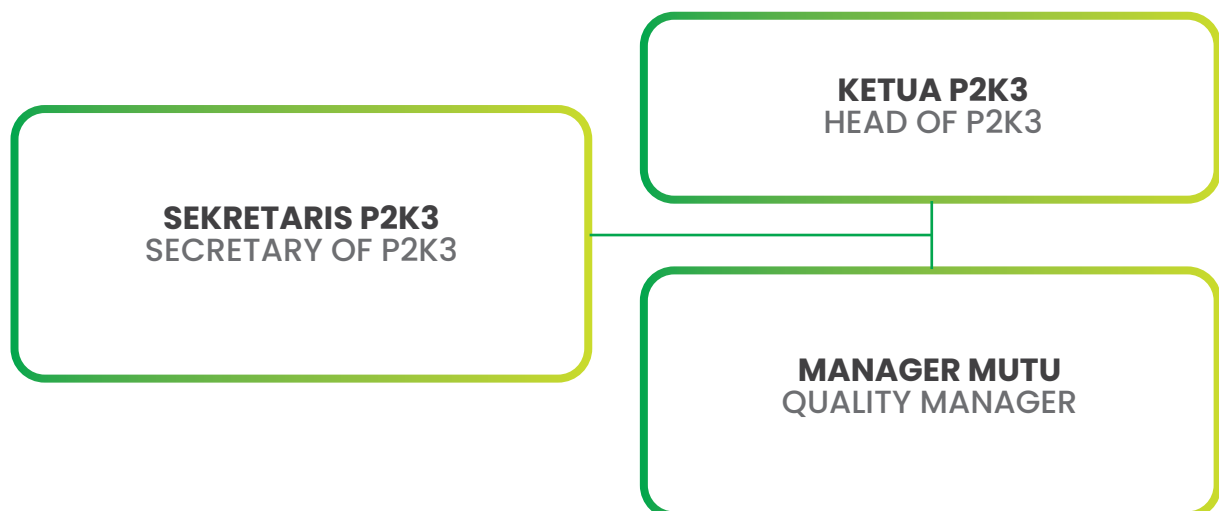 KETUA P2K3
HEAD OF P2K3
SEKRETARIS P2K3
SECRETARY OF P2K3
MANAGER MUTU
QUALITY MANAGER